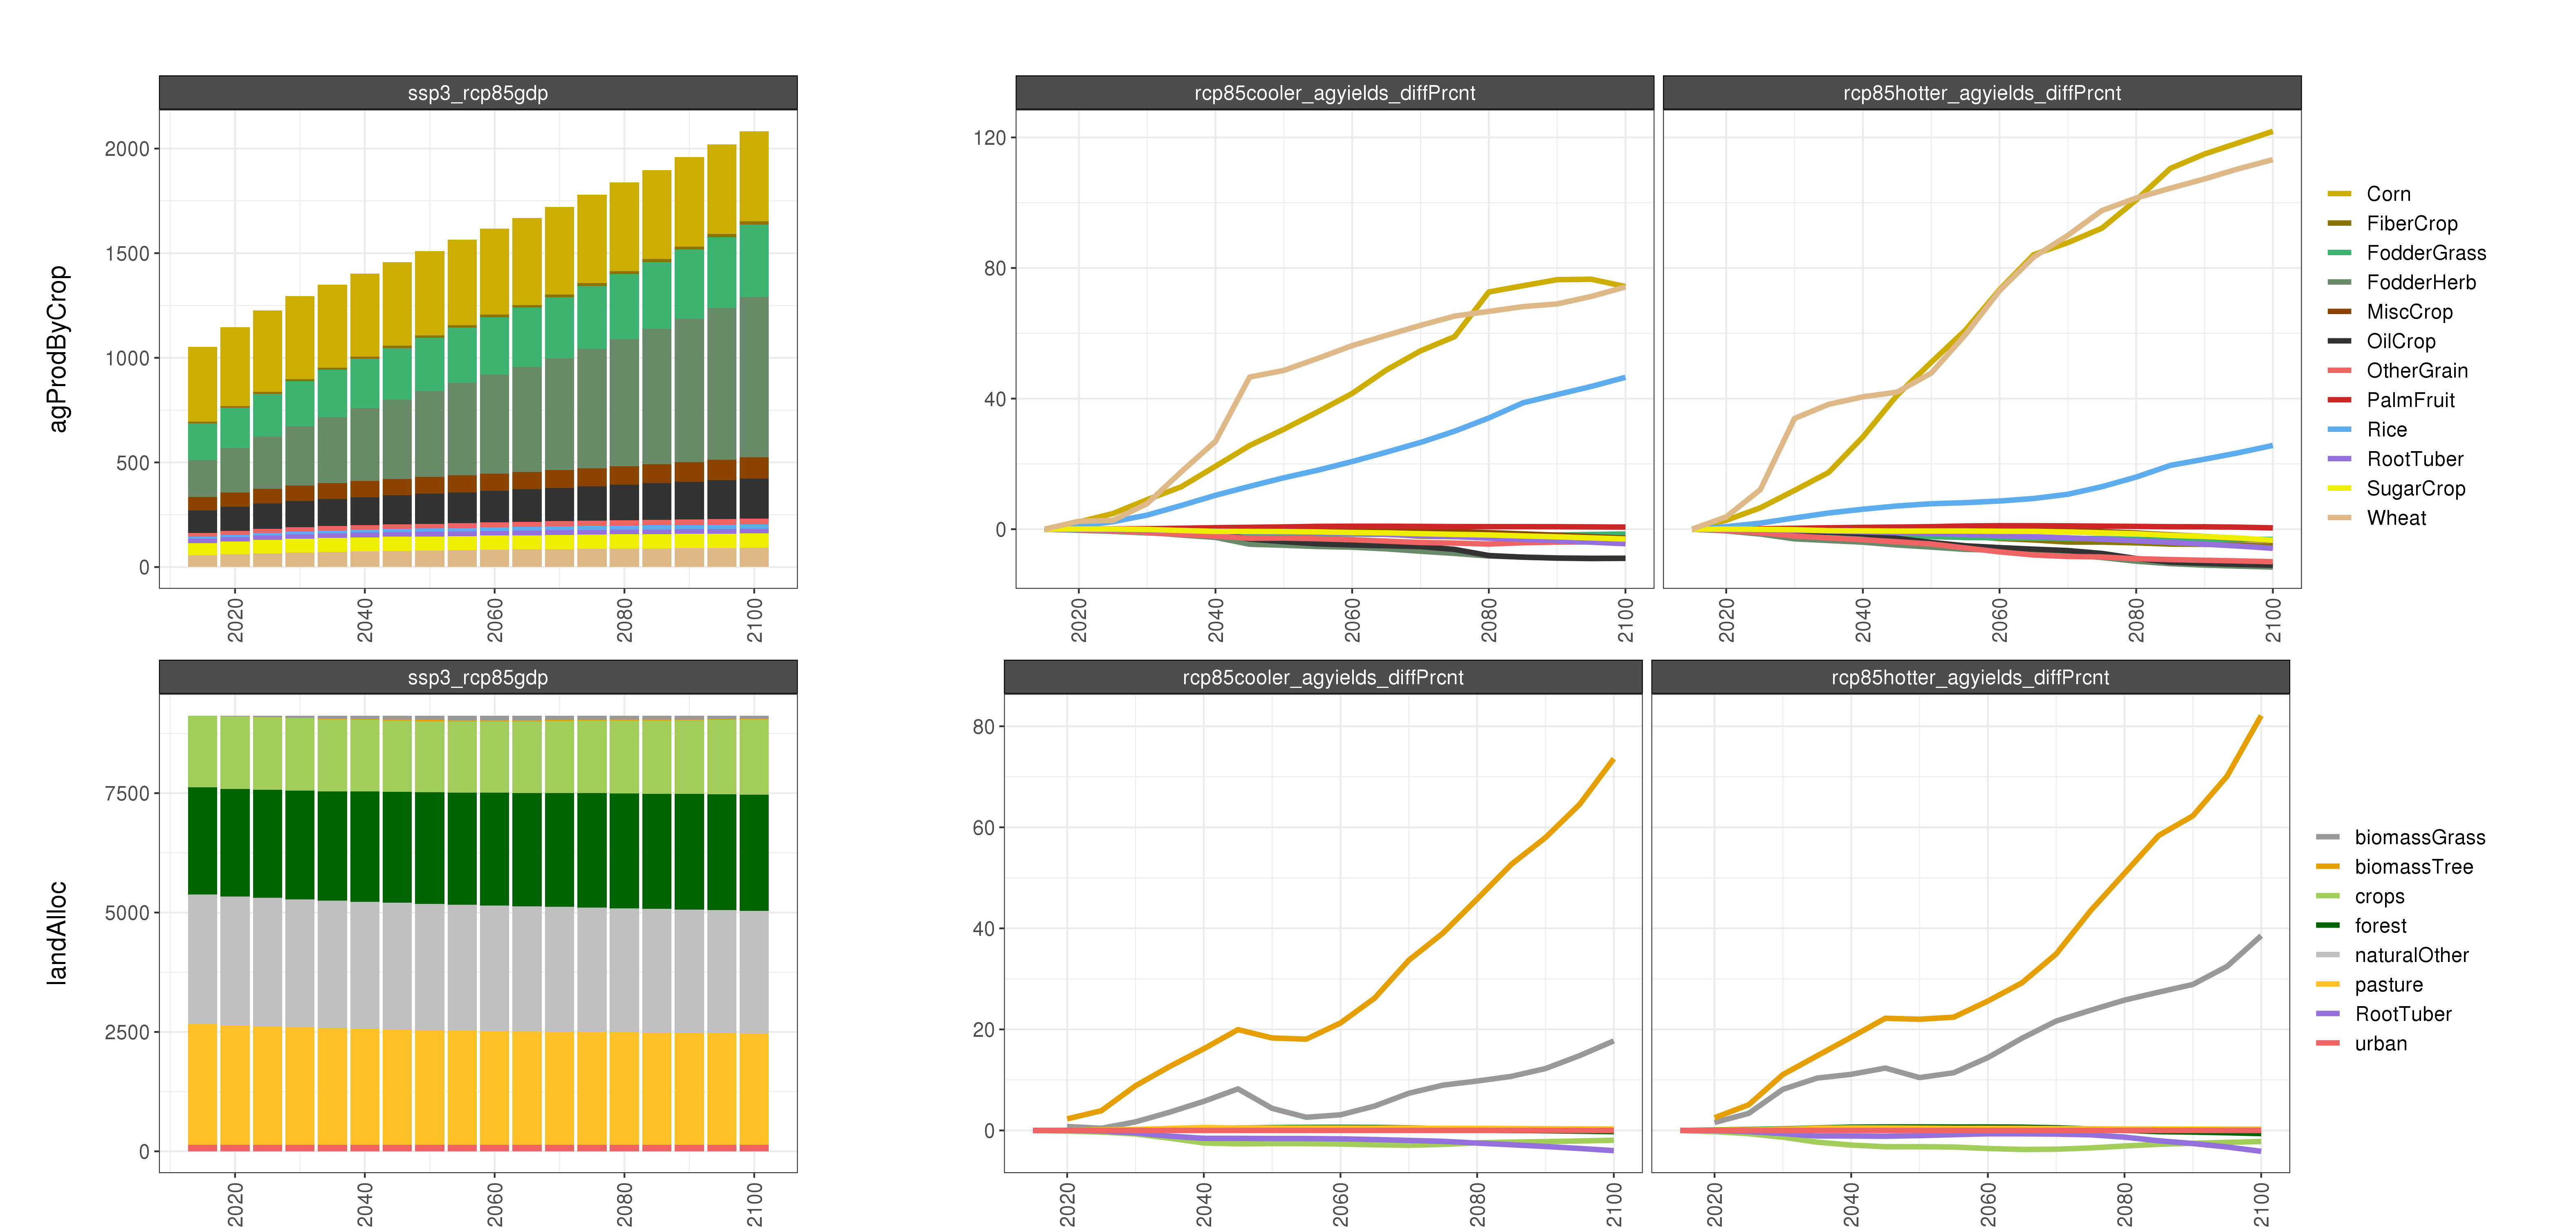 ssp3_rcp85gdp
rcp85cooler_agyields_diffPrcnt
rcp85hotter_agyields_diffPrcnt
agProdByCrop
2000
1500
1000
500
0
2020
2040
2060
2080
2100
120
80
40
0
2020
2040
2060
2080
2100
2020
2040
2060
2080
2100
Corn
FiberCrop
FodderGrass
FodderHerb
MiscCrop
OilCrop
OtherGrain
PalmFruit
Rice
RootTuber
SugarCrop
Wheat
ssp3_rcp85gdp
rcp85cooler_agyields_diffPrcnt
rcp85hotter_agyields_diffPrcnt
landAlloc
7500
5000
2500
0
2020
2040
2060
2080
2100
80
60
40
20
0
2020
2040
2060
2080
2100
2020
2040
2060
2080
2100
biomassGrass
biomassTree
crops
forest
naturalOther
pasture
RootTuber
urban